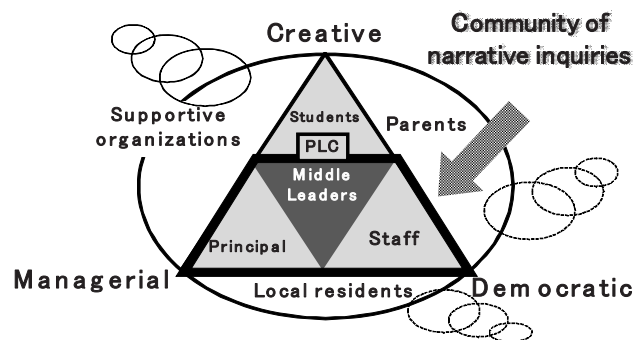 Creative
Community of
narrative inquiries
Supportive
organizations
Students
Parents
PLC
Middle
Leaders
Principal
Staff
Managerial
Local residents
Democratic